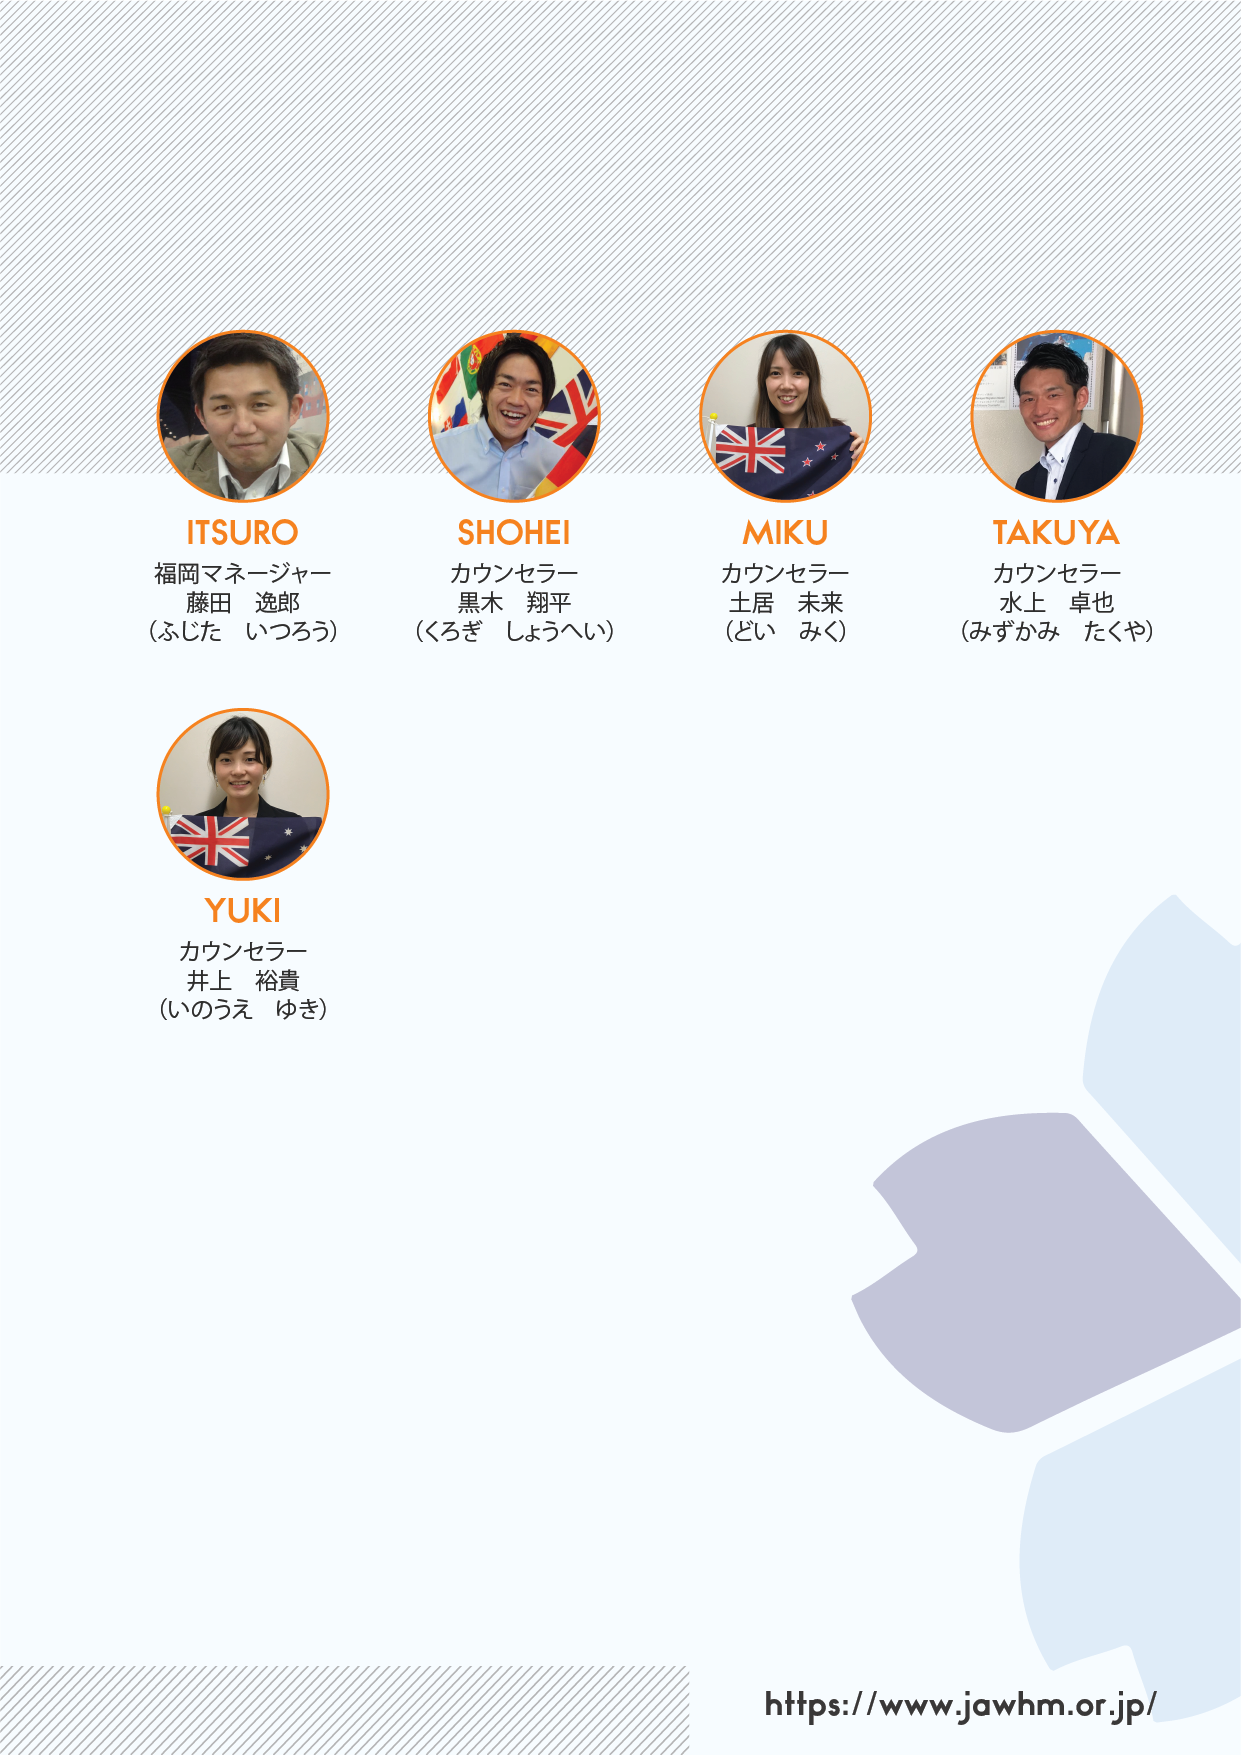 ITSURO
福岡マネージャー
藤田　逸郎
（ふじた　いつろう）
SHOHEI
カウンセラー
黒木　翔平
（くろぎ　しょうへい）
MIKU
カウンセラー
土居　未来
（どい　みく）
TAKUYA
カウンセラー
水上　卓也
（みずかみ　たくや）
YUKI
カウンセラー
井上　裕貴
（いのうえ　ゆき）
https://www.jawhm.or.jp/